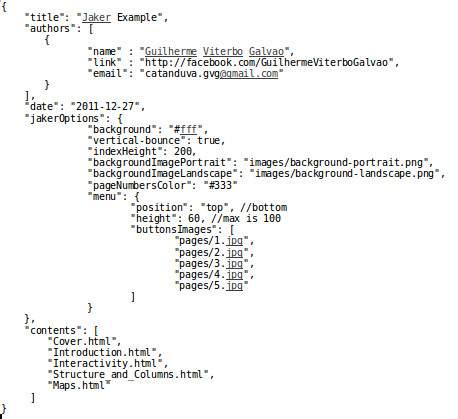 {
"title": "Jaker Example",
"authors": [
{
"name" : "Guilherme Viterbo Galvao",
"link" : "http://facebook.com/GuilhermeViterboGalvao",
"email": "catanduva.gvg@gmail.com"
}
],
"date": "2011-12-27",
"jakerOptions": {
"background": "#fff",
"vertical-bounce": true,
"indexHeight": 200,
"backgroundImagePortrait": "images/background-portrait.png",
"backgroundImageLandscape": "images/background-landscape.png",
"pageNumbersColor": "#333"
"menu": {
"position": "top", //bottom
"height": 60, //max is 100
"buttonsImages": [
"pages/1.jpg",
"pages/2.jpg",
"pages/3.jpg",
"pages/4.jpg",
"pages/5.jpg"
]
}
},
"contents": [
"Cover.html",
"Introduction.html",
"Interactivity.html",
"Structure_and_Columns.html",
"Maps.html"
]
}